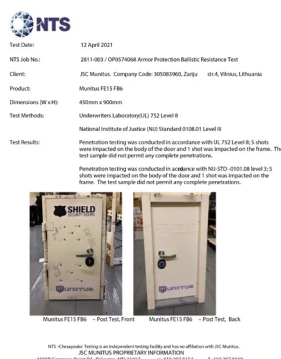 NTS
Test Date: 12 April 2021
NTS Job No.: 2811-003 / OP0574068 Armor Protection Ballistic Resistance Test
Client: JSC Munitus. Company Code: 305083960, Zariju str.4, Vilnius, Lithuania
Product: Munitus FE15 FB6
Dimensions (W x H): 450mm x 900mm
Test Methods: Underwriters Laboratory(UL) 752 Level 8
National Institute of Justice (NIJ) Standard 0108.01 Level III
Test Results: Penetration testing was conducted in accordance with UL 752 Level 8; 5 shots
were impacted on the body of the door and 1 shot was impacted on the frame. Th
test sample did not permit any complete penetrations.
Penetration testing was conducted in accordance with NIJ-STD -0101.08 level 3; 5
shots were impacted on the body of the door and 1 shot was impacted on the
frame. The test sample did not permit any complete penetrations.
SHIELD
MUNITUS
MUNITUS
Munitus FE15 FB6 – Post Test, Front Munitus FE15 FB6 – Post Test, Back
NTS -Chesapeake Testing is an independent testing facility and has no affiliation with JSC Munitus.
JSC MUNITUS PROPRIETARY INFORMATION